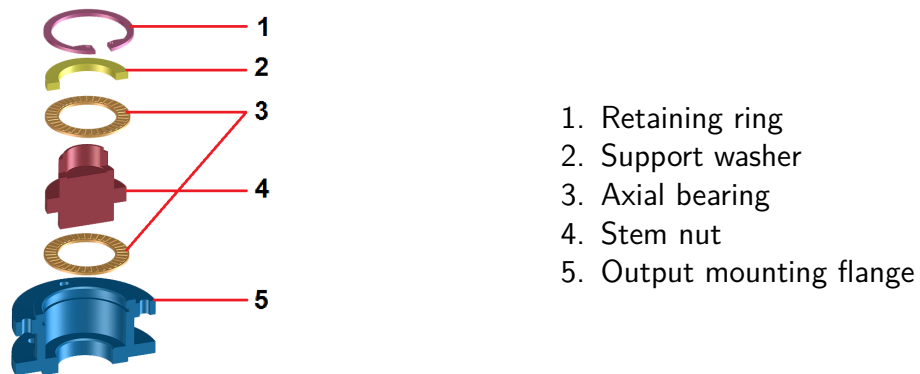 1
2
3
4
5
1. Retaining ring
2. Support washer
3. Axial bearing
4. Stem nut
5. Output mounting flange